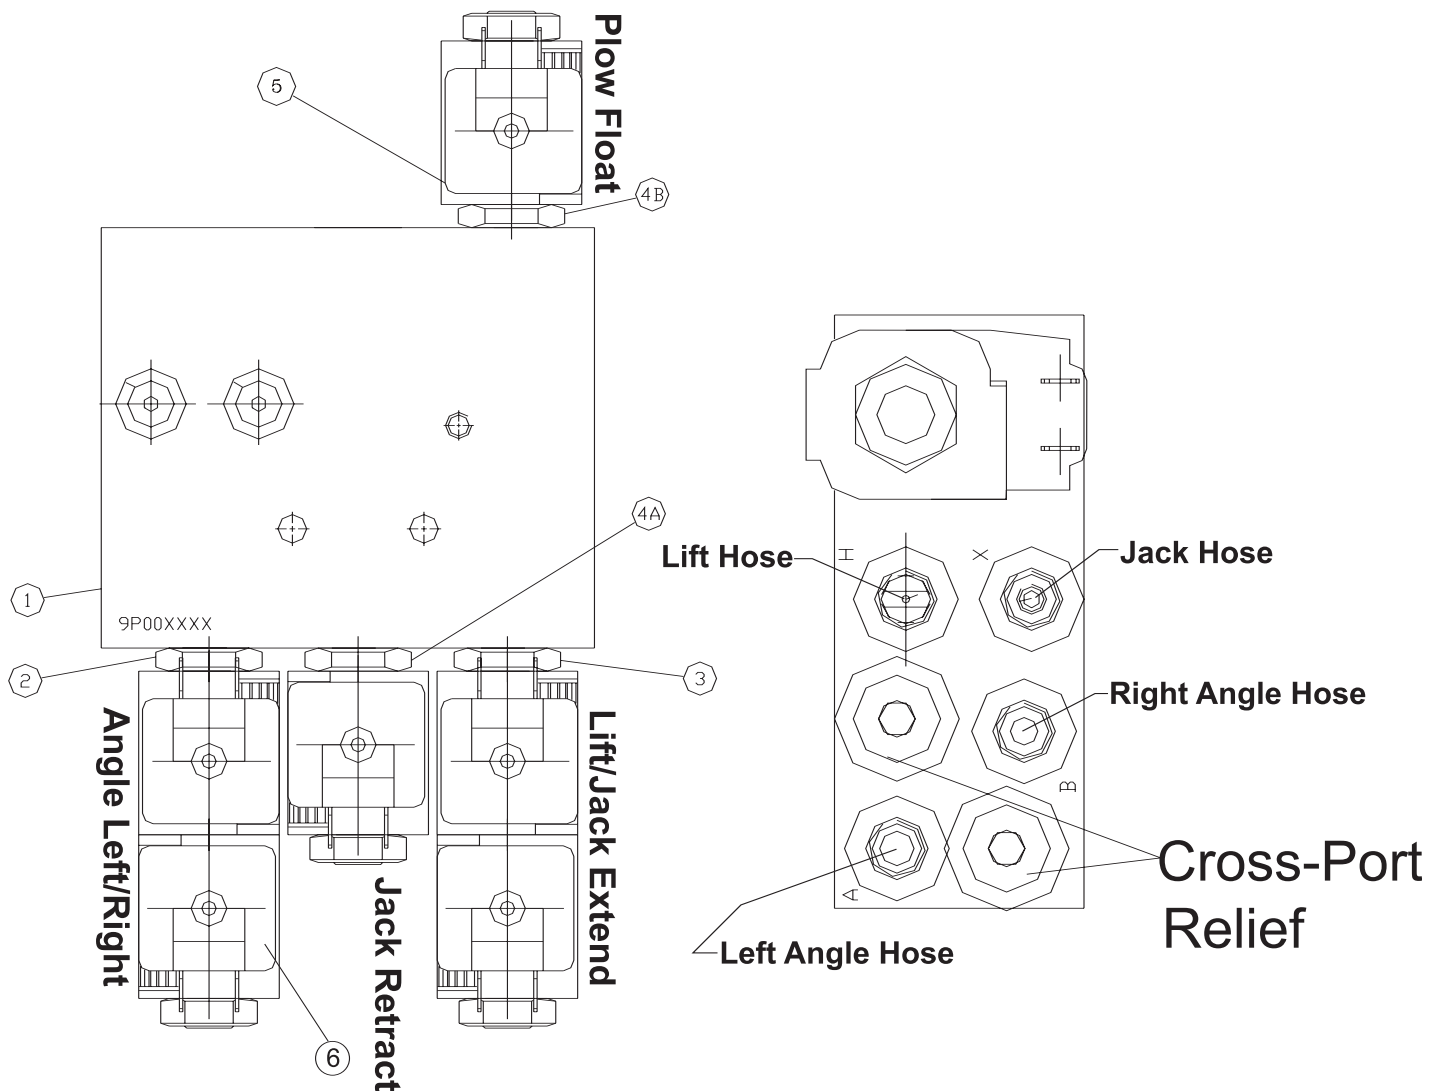 Plow Float
5
4B
4A
1
9P00XXXX
2
3
Angle Left/Right
Jack Retract
Lift/Jack Extend
6
H
X
Lift Hose
Jack Hose
Right Angle Hose
B
Cross-Port
Relief
A
Left Angle Hose